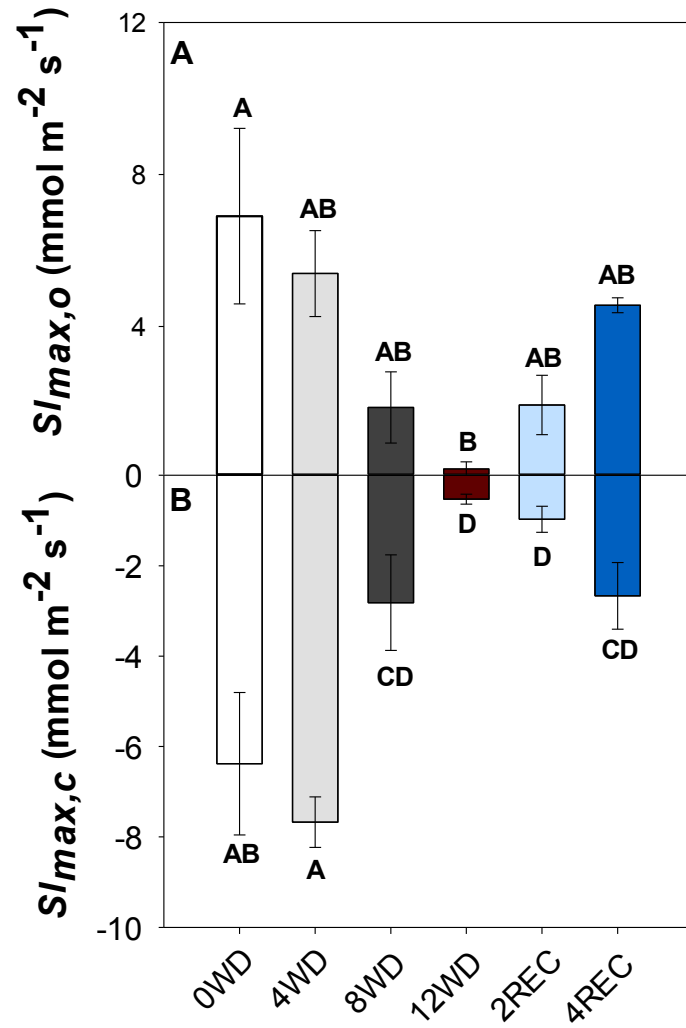 SImax,o (mmol m-2 s-1)
12
8
4
0
A
A
AB
AB
B
AB
AB
SImax,c (mmol m-2 s-1)
-2
-4
-6
-8
-10
B
AB
A
CD
D
D
CD
0WD
4WD
8WD
12WD
2REC
4REC